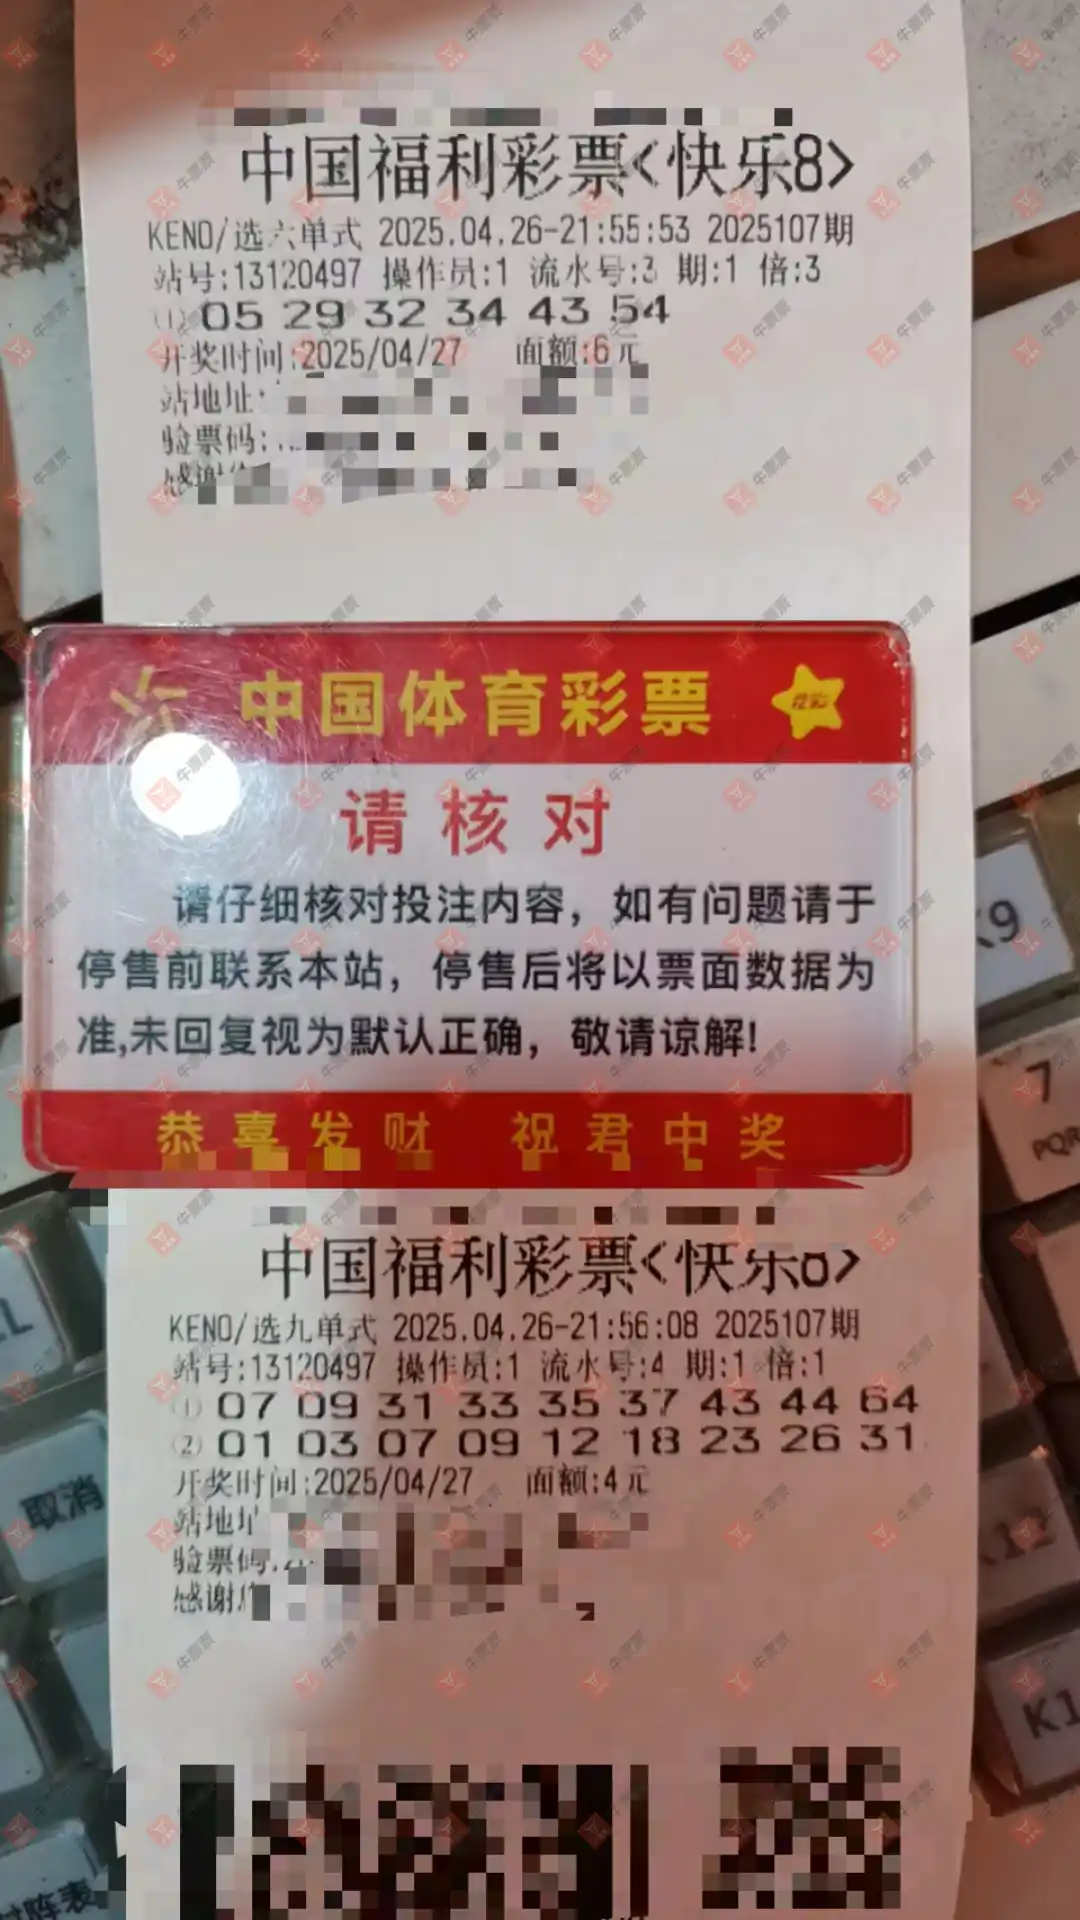 中国福利彩票<快乐8>
KENO/选六单式 2025.04.26-21:55:53 2025107期
站号:13120497 操作员:1 流水号:3 期:1 倍:3
① 05 29 32 34 43 54
开奖时间:2025/04/27 面额:6元
站地址:
验票码:
感谢
中国体育彩票
请核对
请仔细核对投注内容，如有问题请于
停售前联系本站，停售后将以票面数据为
准,未回复视为默认正确，敬请谅解!
恭喜发财 祝君中奖
中国福利彩票<快乐
KENO/选九单式 2025.04.26-21:56:08 2025107期
站号:13120497 操作员:1 流水号:4 期:1 倍:1
① 07 09 31 33 35 37 43 44 64
② 01 03 07 09 12 18 23 26 31
开奖时间:2025/04/27 面额:4元
站地址
验票码:
感谢
K9
7
PQR
取消
K1
牛票票